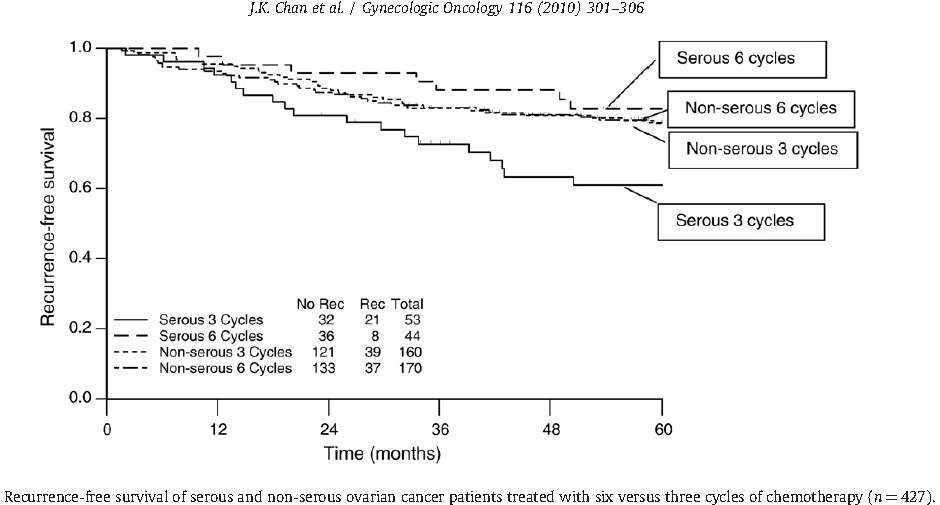 J.K. Chan et al. / Gynecologic Oncology 116 (2010) 301–306
1.0
0.8
0.6
0.4
0.2
0.0
Recurrence-free survival
Serous 6 cycles
Non-serous 6 cycles
Non-serous 3 cycles
Serous 3 cycles
No Rec Rec Total
Serous 3 Cycles 32 21 53
Serous 6 Cycles 36 8 44
Non-serous 3 Cycles 121 39 160
Non-serous 6 Cycles 133 37 170
0 12 24 36 48 60
Time (months)
Recurrence-free survival of serous and non-serous ovarian cancer patients treated with six versus three cycles of chemotherapy (n = 427).